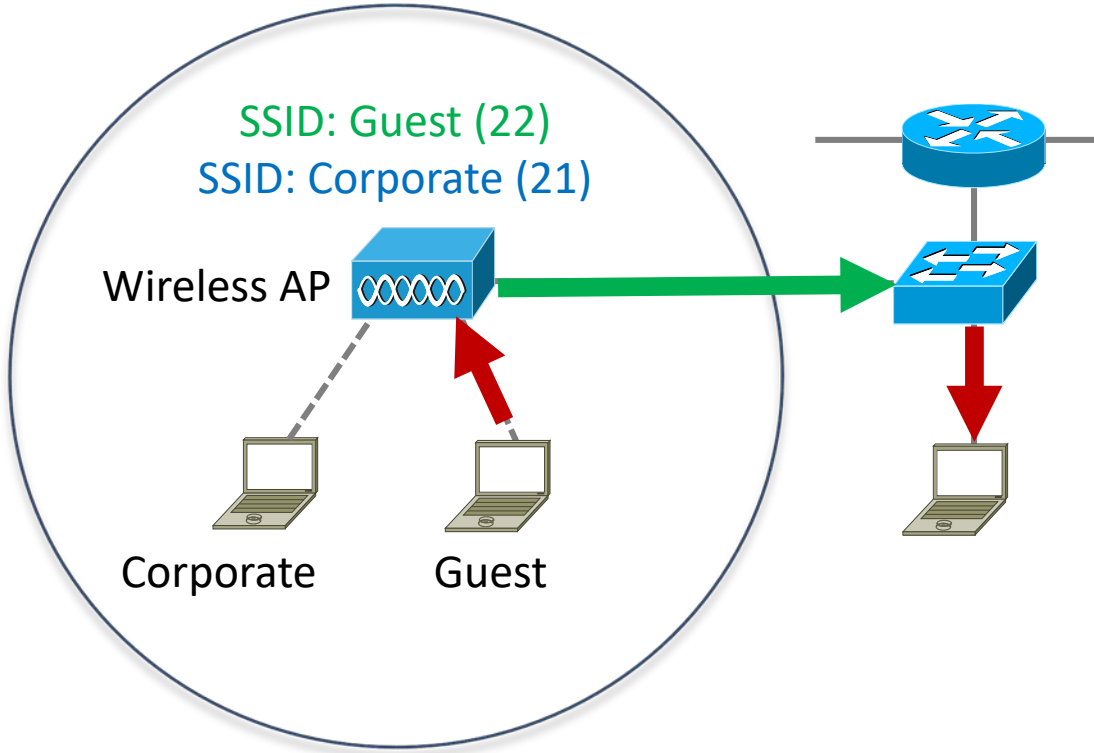 SSID: Guest (22)
SSID: Corporate (21)
Wireless AP
Corporate
Guest